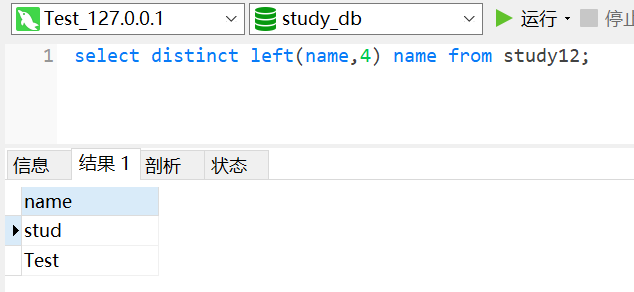 Test_127.0.0.1 study_db 运行 停止
1 select distinct left(name,4) name from study12;
信息 结果 1 剖析 状态
name
stud
Test